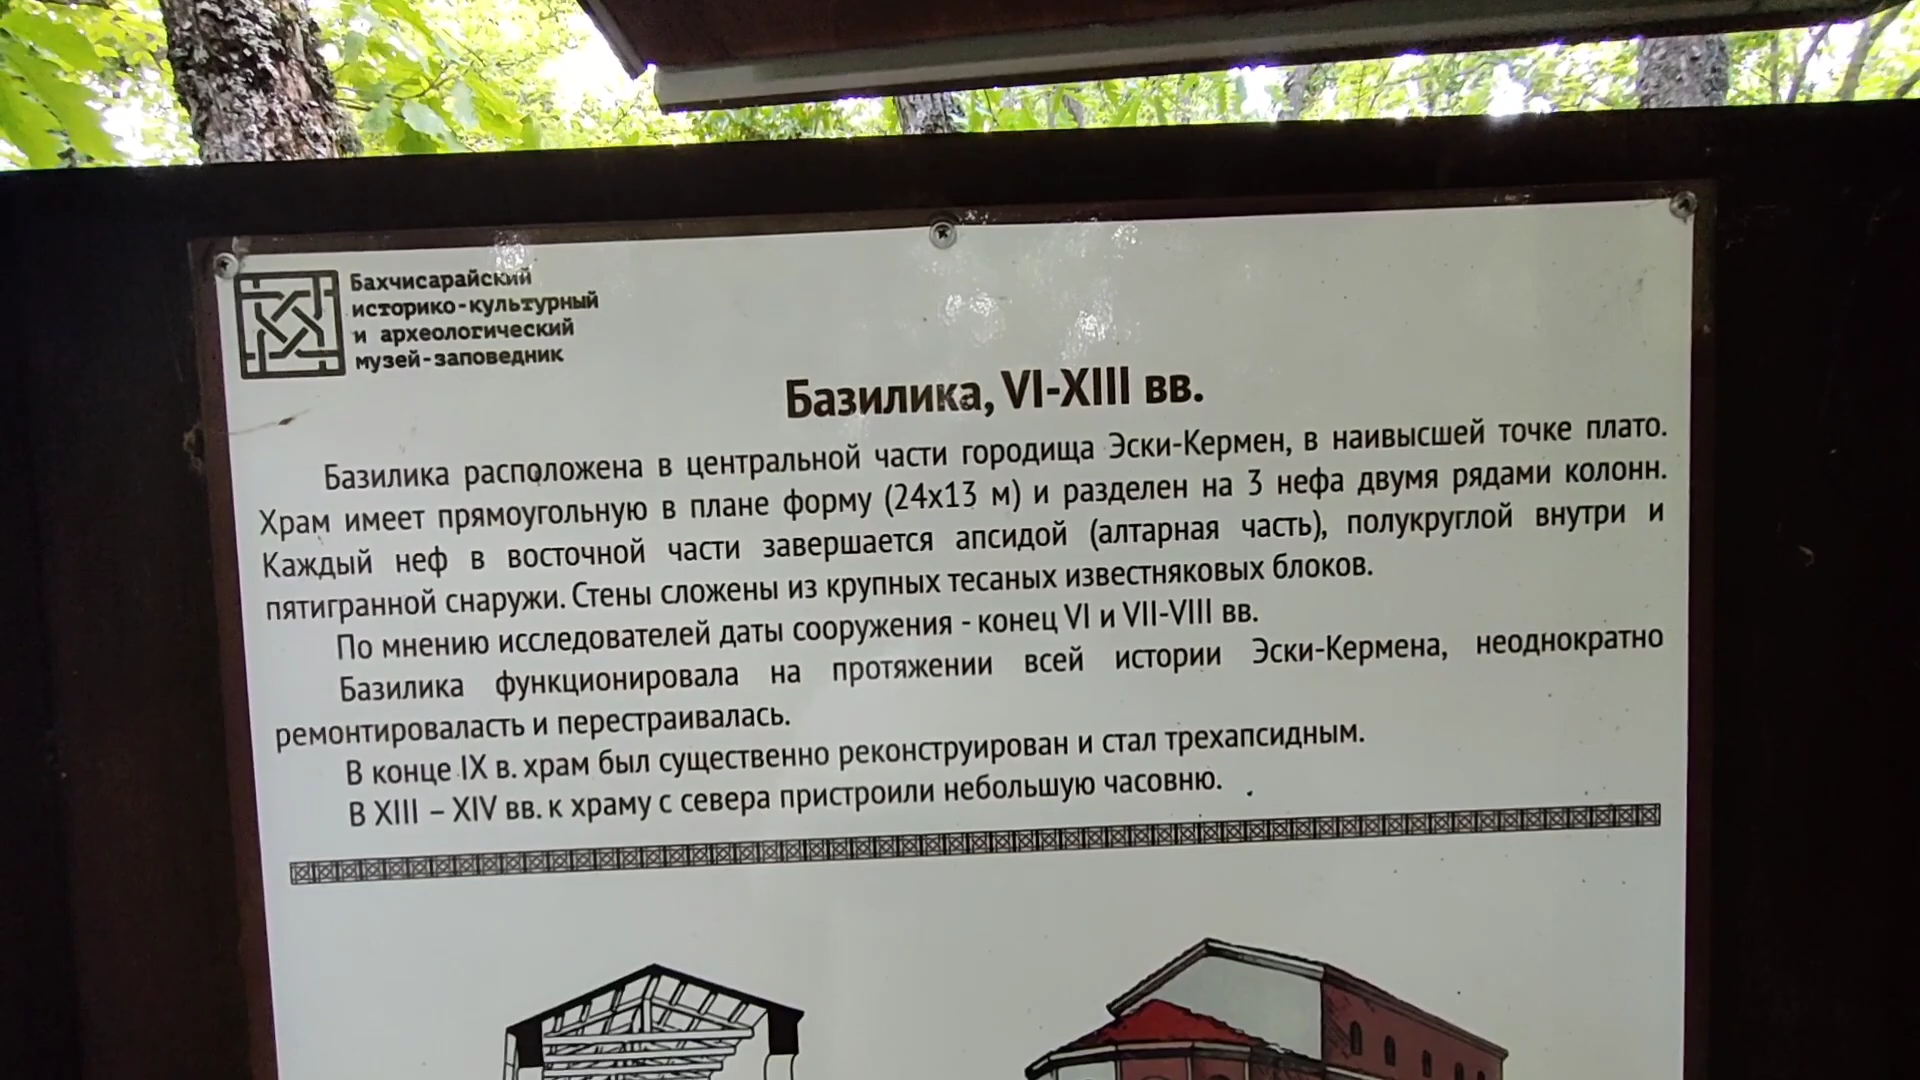 Бахчисарайский
историко-культурный
и археологический
музей-заповедник
Базилика, VI-XIII вв.
Базилика расположена в центральной части городища Эски-Кермен, в наивысшей точке плато.
Храм имеет прямоугольную в плане форму (24х13 м) и разделен на 3 нефа двумя рядами колонн.
Каждый неф в восточной части завершается апсидой (алтарная часть), полукруглой внутри и
пятигранной снаружи. Стены сложены из крупных тесаных известняковых блоков.
По мнению исследователей даты сооружения - конец VI и VII-VIII вв.
Базилика функционировала на протяжении всей истории Эски-Кермена, неоднократно
ремонтироваласть и перестраивалась.
В конце IX в. храм был существенно реконструирован и стал трехапсидным.
В XIII – XIV вв. к храму с севера пристроили небольшую часовню.